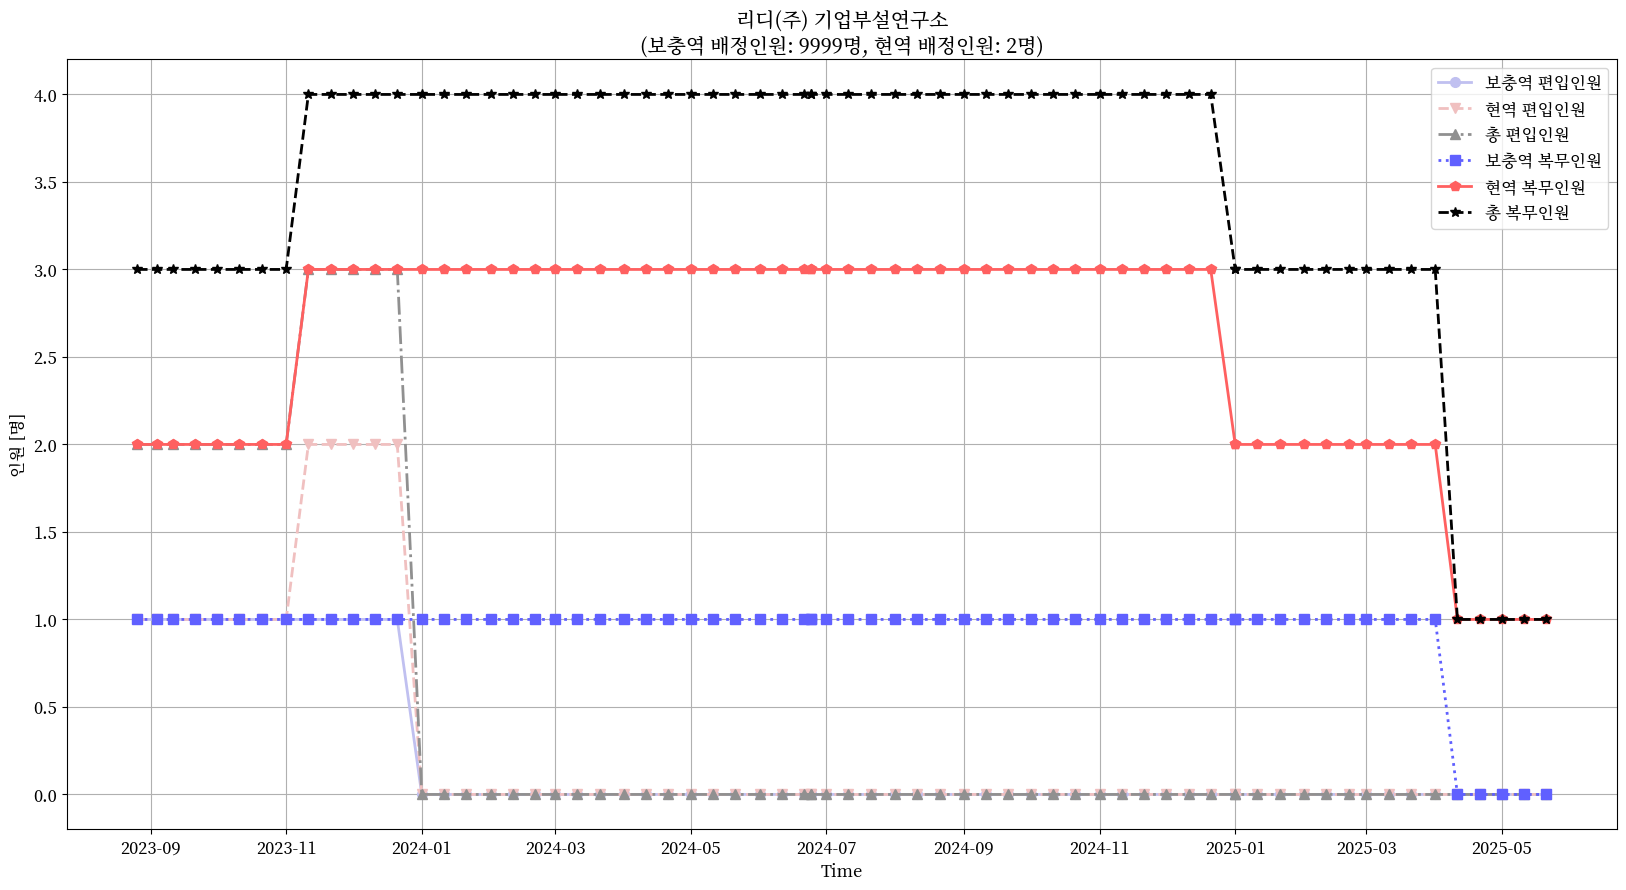 리디(주) 기업부설연구소
(보충역 배정인원: 9999명, 현역 배정인원: 2명)
보충역 편입인원
현역 편입인원
총 편입인원
보충역 복무인원
현역 복무인원
총 복무인원
인원 [명]
4.0
3.5
3.0
2.5
2.0
1.5
1.0
0.5
0.0
2023-09
2023-11
2024-01
2024-03
2024-05
2024-07
2024-09
2024-11
2025-01
2025-03
2025-05
Time